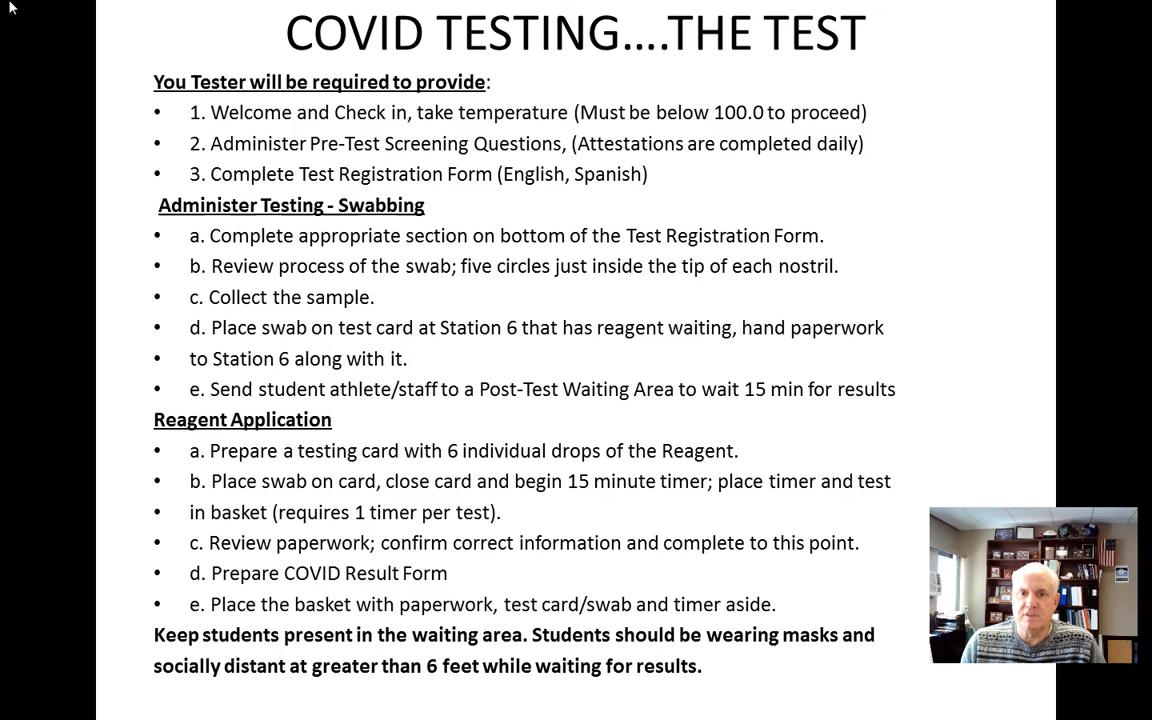 COVID TESTING....THE TEST
You Tester will be required to provide:
• 1. Welcome and Check in, take temperature (Must be below 100.0 to proceed)
• 2. Administer Pre-Test Screening Questions, (Attestations are completed daily)
• 3. Complete Test Registration Form (English, Spanish)
Administer Testing - Swabbing
• a. Complete appropriate section on bottom of the Test Registration Form.
• b. Review process of the swab; five circles just inside the tip of each nostril.
• c. Collect the sample.
• d. Place swab on test card at Station 6 that has reagent waiting, hand paperwork
• to Station 6 along with it.
• e. Send student athlete/staff to a Post-Test Waiting Area to wait 15 min for results
Reagent Application
• a. Prepare a testing card with 6 individual drops of the Reagent.
• b. Place swab on card, close card and begin 15 minute timer; place timer and test
• in basket (requires 1 timer per test).
• c. Review paperwork; confirm correct information and complete to this point.
• d. Prepare COVID Result Form
• e. Place the basket with paperwork, test card/swab and timer aside.
Keep students present in the waiting area. Students should be wearing masks and
socially distant at greater than 6 feet while waiting for results.